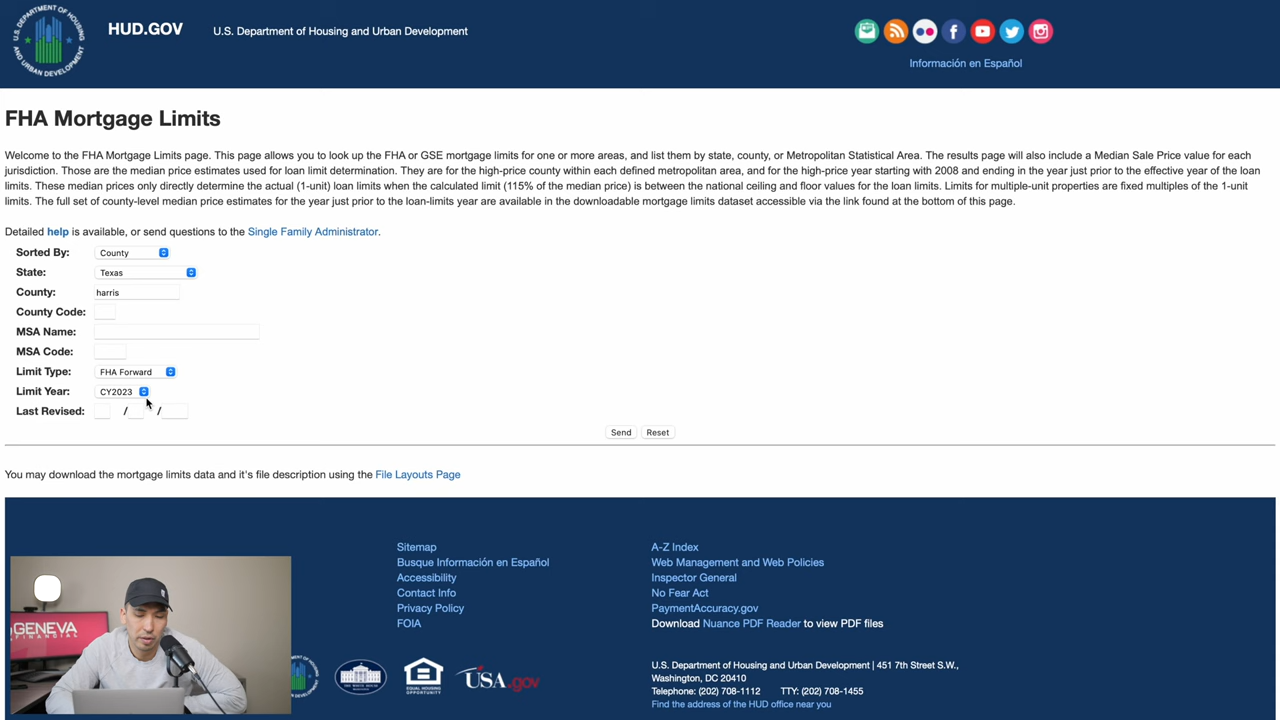 U.S. DEPARTMENT OF HOUSING
AND URBAN DEVELOPMENT
HUD.GOV
U.S. Department of Housing and Urban Development
Información en Español
FHA Mortgage Limits
Welcome to the FHA Mortgage Limits page. This page allows you to look up the FHA or GSE mortgage limits for one or more areas, and list them by state, county, or Metropolitan Statistical Area. The results page will also include a Median Sale Price value for each
jurisdiction. Those are the median price estimates used for loan limit determination. They are for the high-price county within each defined metropolitan area, and for the high-price year starting with 2008 and ending in the year just prior to the effective year of the loan
limits. These median prices only directly determine the actual (1-unit) loan limits when the calculated limit (115% of the median price) is between the national ceiling and floor values for the loan limits. Limits for multiple-unit properties are fixed multiples of the 1-unit
limits. The full set of county-level median price estimates for the year just prior to the loan-limits year are available in the downloadable mortgage limits dataset accessible via the link found at the bottom of this page.
Detailed help is available, or send questions to the Single Family Administrator.
Sorted By: County
State: Texas
County: harris
County Code:
MSA Name:
MSA Code:
Limit Type: FHA Forward
Limit Year: CY2023
Last Revised: / /
Send Reset
You may download the mortgage limits data and it's file description using the File Layouts Page
Sitemap
Busque Información en Español
Accessibility
Contact Info
Privacy Policy
FOIA
A-Z Index
Web Management and Web Policies
Inspector General
No Fear Act
PaymentAccuracy.gov
Download Nuance PDF Reader to view PDF files
GENEVA
FINANCIAL
EQUAL HOUSING
OPPORTUNITY
USA.gov
U.S. Department of Housing and Urban Development | 451 7th Street S.W.,
Washington, DC 20410
Telephone: (202) 708-1112 TTY: (202) 708-1455
Find the address of the HUD office near you